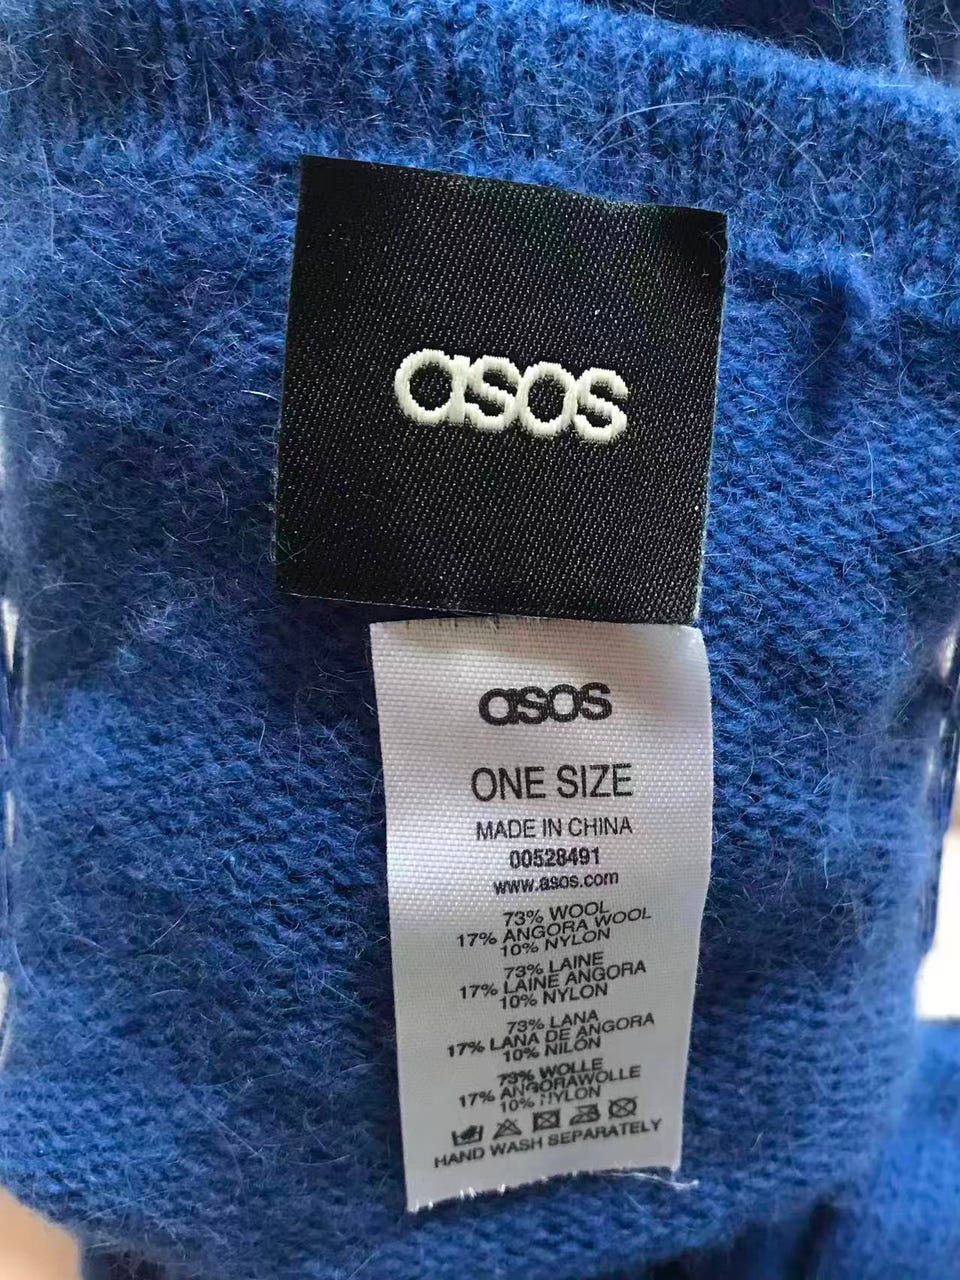 asos
asos
ONE SIZE
MADE IN CHINA
00528491
www.asos.com
73% WOOL
17% ANGORA WOOL
10% NYLON
73% LAINE
17% LAINE ANGORA
10% NYLON
73% LANA
17% LANA DE ANGORA
10% NILÓN
73% WOLLE
17% ANGORAWOLLE
10% NYLON
HAND WASH SEPARATELY